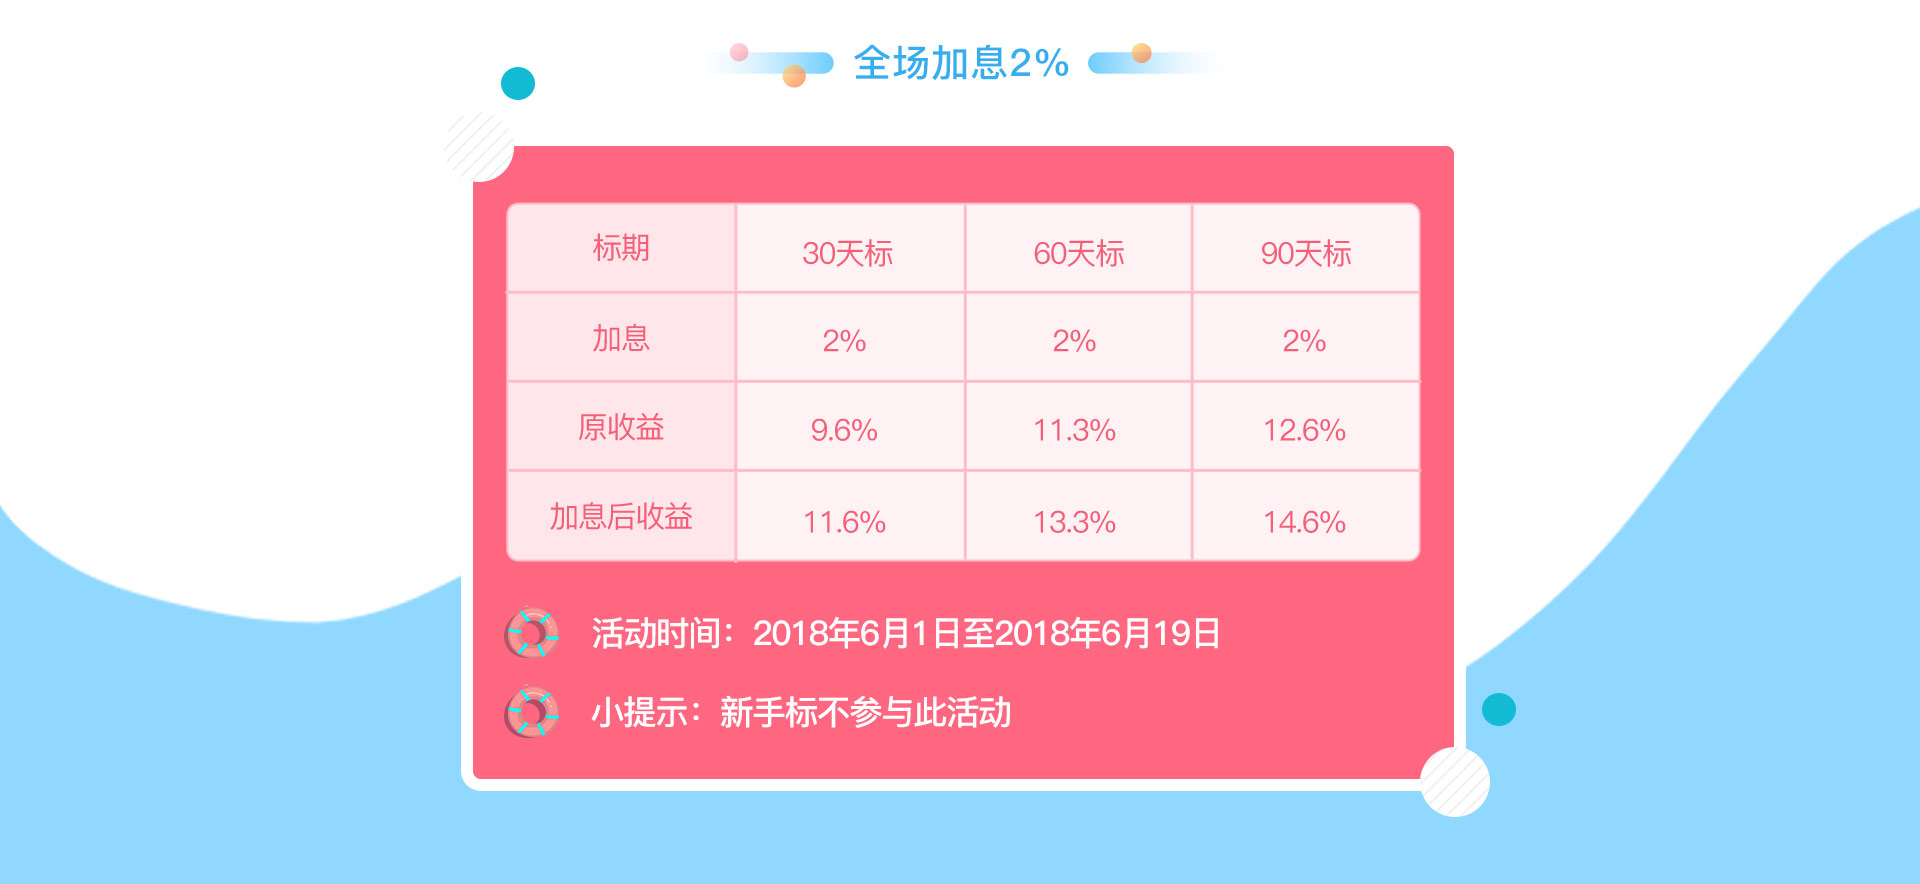 全场加息2%
标期 30天标 60天标 90天标
加息 2% 2% 2%
原收益 9.6% 11.3% 12.6%
加息后收益 11.6% 13.3% 14.6%
活动时间：2018年6月1日至2018年6月19日
小提示：新手标不参与此活动